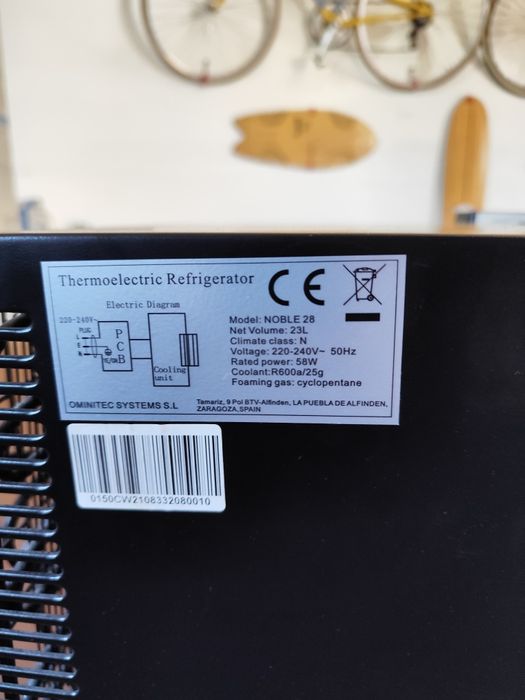 Thermoelectric Refrigerator
CE
Electric Diagram
220-240V~
PLUG
L
E
N
P
C
B
Cooling
unit
Model: NOBLE 28
Net Volume: 23L
Climate class: N
Voltage: 220-240V~ 50Hz
Rated power: 58W
Coolant:R600a/25g
Foaming gas: cyclopentane
OMINITEC SYSTEMS S.L
Tamariz, 9 Pol BTV-Alfinden, LA PUEBLA DE ALFINDEN,
ZARAGOZA,SPAIN
0150CW2108332080010